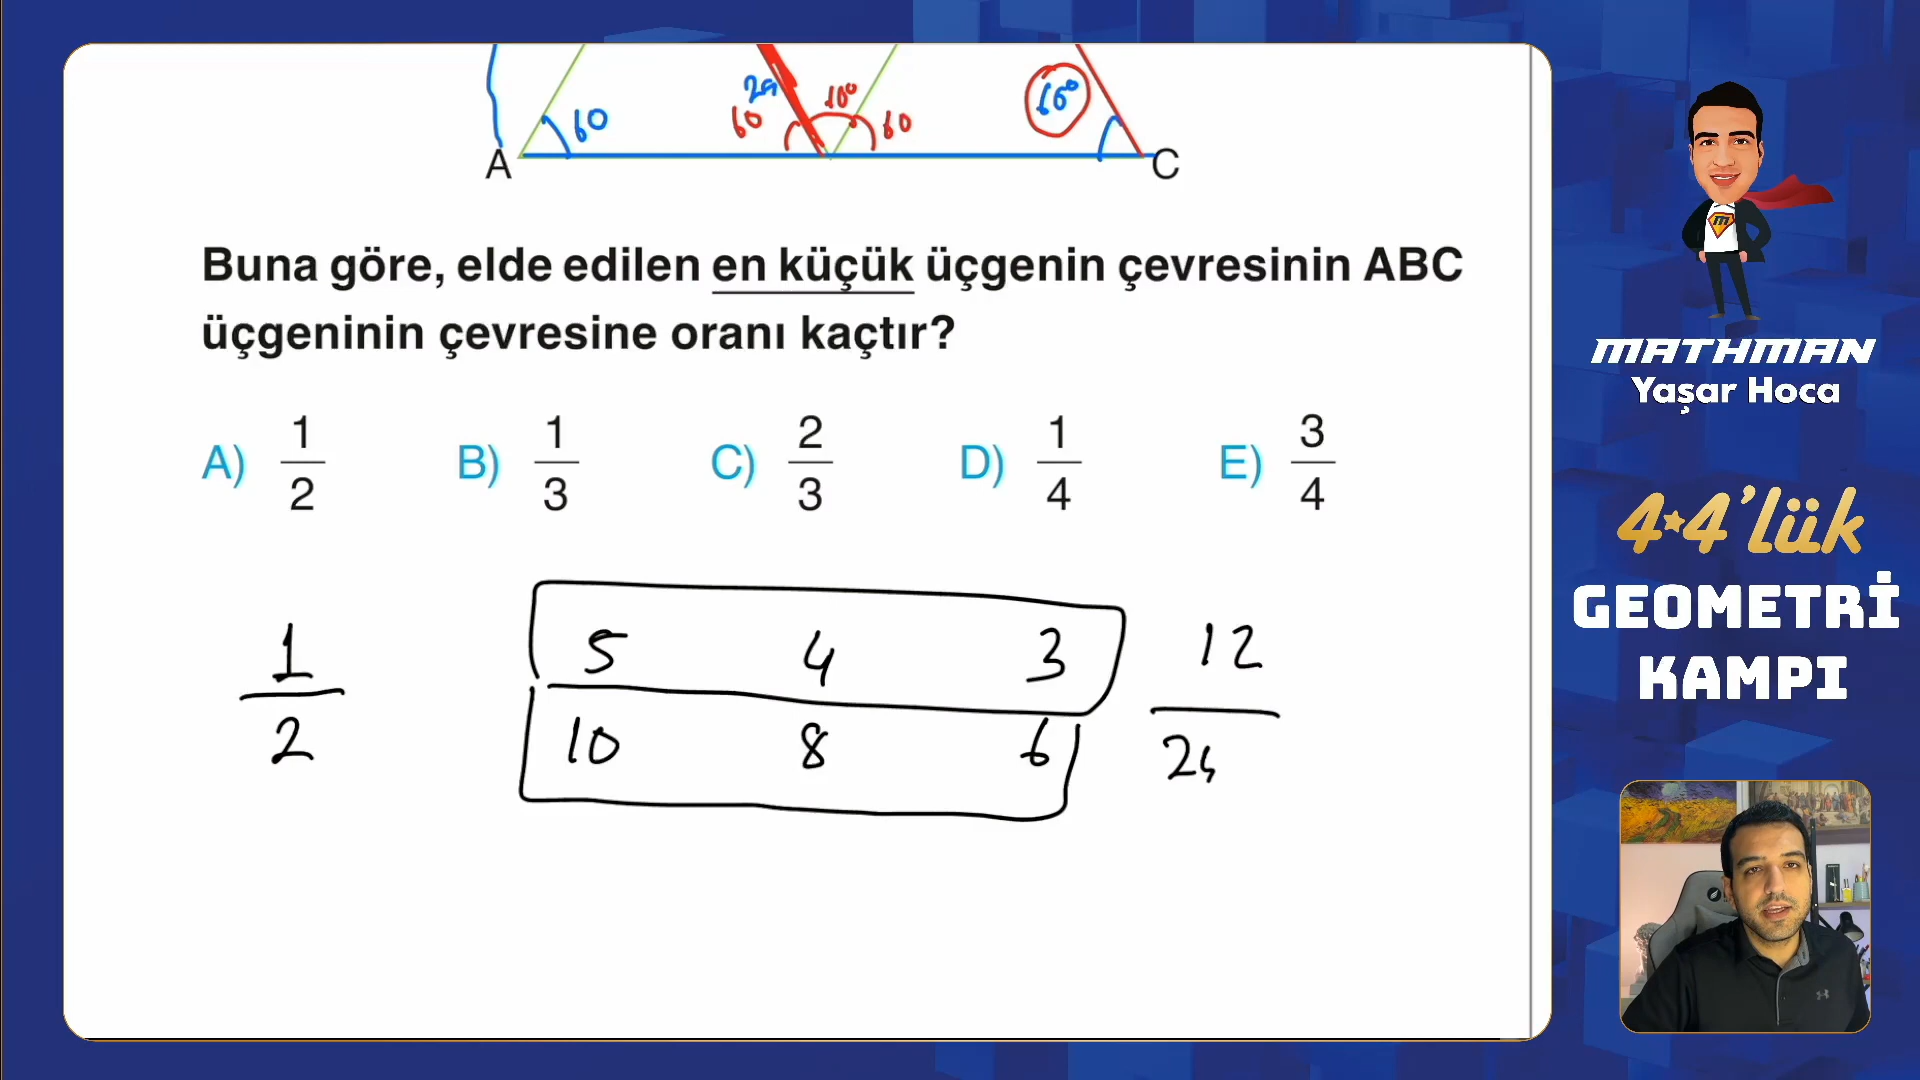 2a
60
60
10°
60
60°
A
C
Buna göre, elde edilen en küçük üçgenin çevresinin ABC
üçgeninin çevresine oranı kaçtır?
A) 1/2 B) 1/3 C) 2/3 D) 1/4 E) 3/4
1/2
5 4 3
10 8 6
12/24
MATHMAN
Yaşar Hoca
4★4'lük
GEOMETRİ
KAMPI